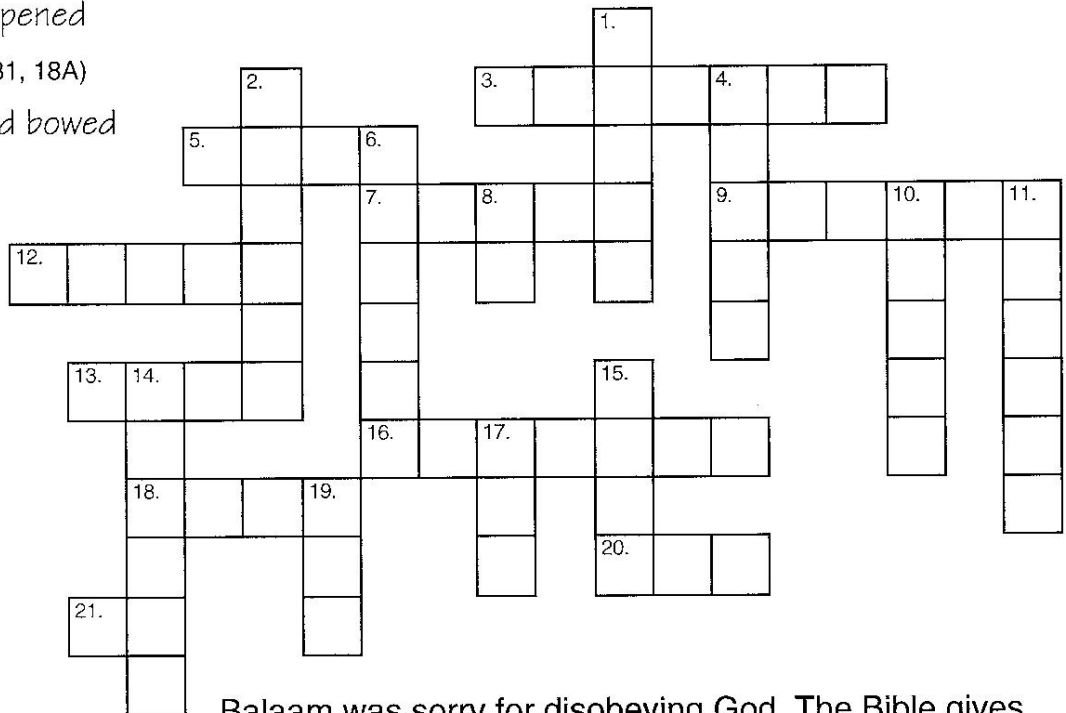 pened
1.
31, 18A)
2. 3. 4.
d bowed
5. 6.
7. 8. 9. 10. 11.
12.
13. 14. 15.
16. 17.
18. 19.
20.
21.
Balaam was sorry for disobeying God. The Bible gives